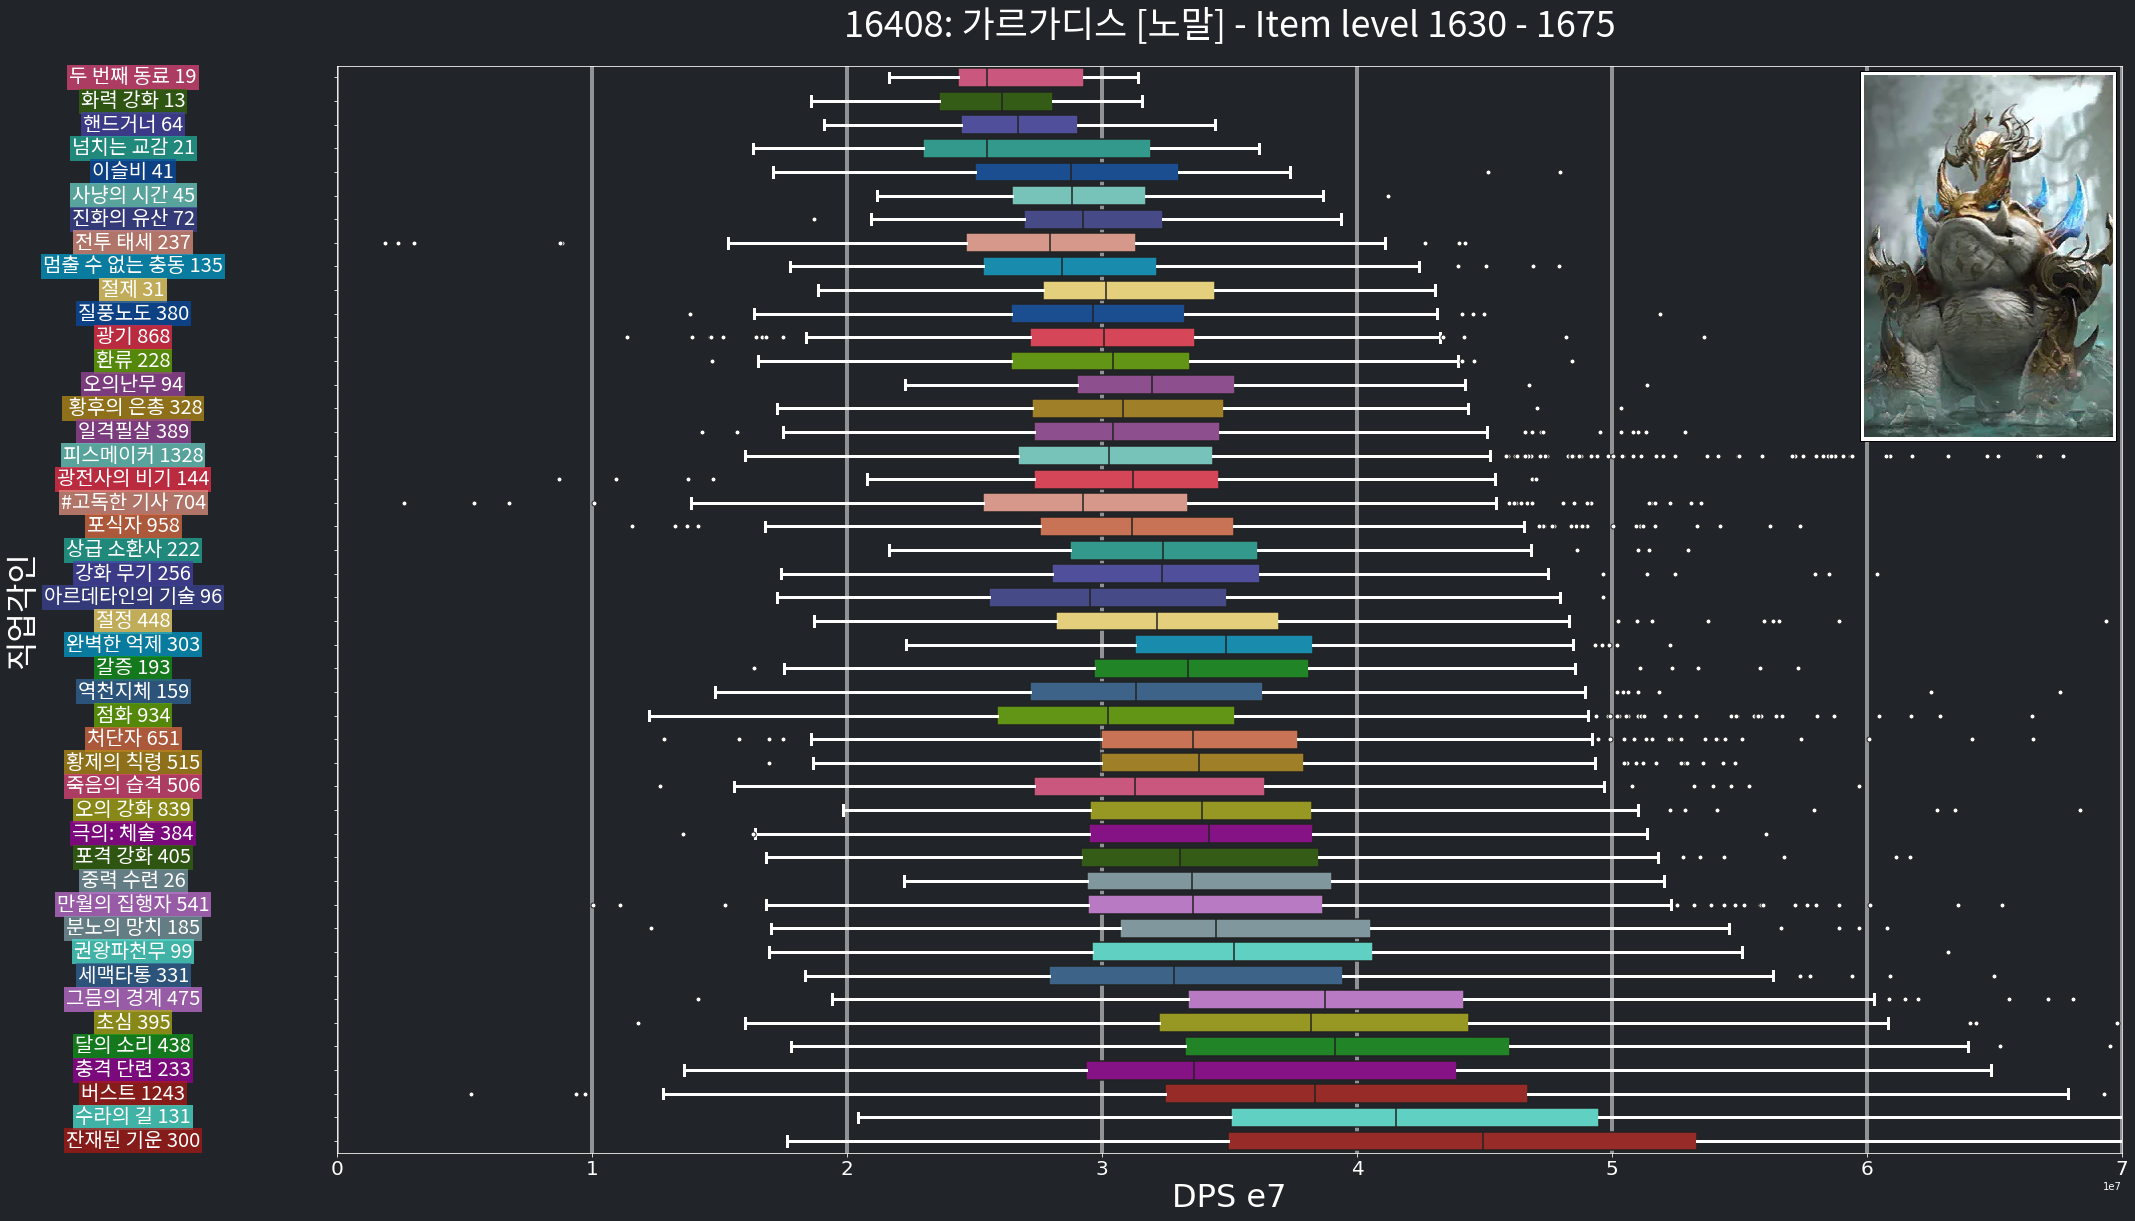 16408: 가르가디스 [노말] - Item level 1630 - 1675
두 번째 동료 19
화력 강화 13
핸드거너 64
넘치는 교감 21
이슬비 41
사냥의 시간 45
진화의 유산 72
전투 태세 237
멈출 수 없는 충동 135
절제 31
질풍노도 380
광기 868
환류 228
오의난무 94
황후의 은총 328
일격필살 389
피스메이커 1328
광전사의 비기 144
#고독한 기사 704
포식자 958
상급 소환사 222
강화 무기 256
아르데타인의 기술 96
절정 448
완벽한 억제 303
갈증 193
역천지체 159
점화 934
처단자 651
황제의 칙령 515
죽음의 습격 506
오의 강화 839
극의: 체술 384
포격 강화 405
중력 수련 26
만월의 집행자 541
분노의 망치 185
권왕파천무 99
세맥타통 331
그믐의 경계 475
초심 395
달의 소리 438
충격 단련 233
버스트 1243
수라의 길 131
잔재된 기운 300
직업각인
0 1 2 3 4 5 6 7
1e7
DPS e7